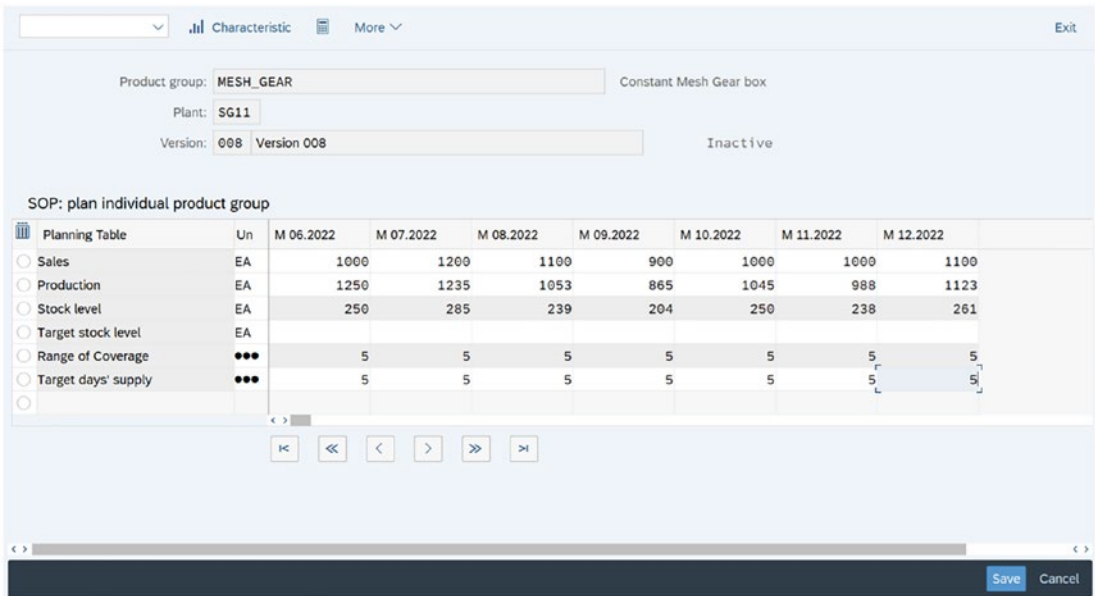 Characteristic More Exit
Product group: MESH_GEAR Constant Mesh Gear box
Plant: SG11
Version: 008 Version 008 Inactive
SOP: plan individual product group
Planning Table Un M 06.2022 M 07.2022 M 08.2022 M 09.2022 M 10.2022 M 11.2022 M 12.2022
Sales EA 1000 1200 1100 900 1000 1000 1100
Production EA 1250 1235 1053 865 1045 988 1123
Stock level EA 250 285 239 204 250 238 261
Target stock level EA
Range of Coverage ●●● 5 5 5 5 5 5 5
Target days' supply ●●● 5 5 5 5 5 5 5
Save Cancel